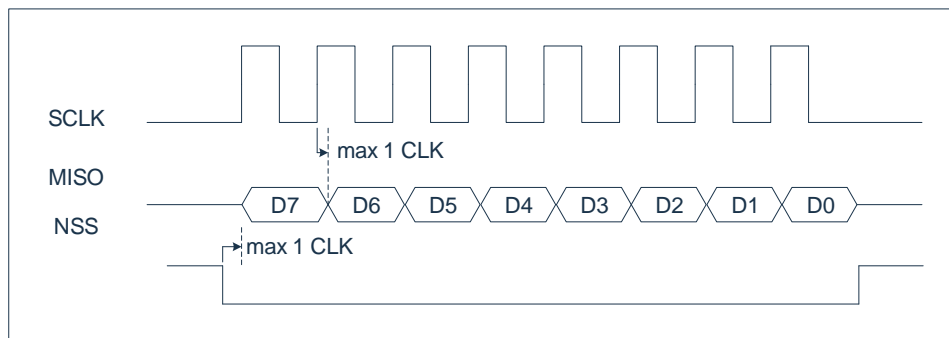 SCLK
max 1 CLK
MISO
D7 D6 D5 D4 D3 D2 D1 D0
NSS
max 1 CLK